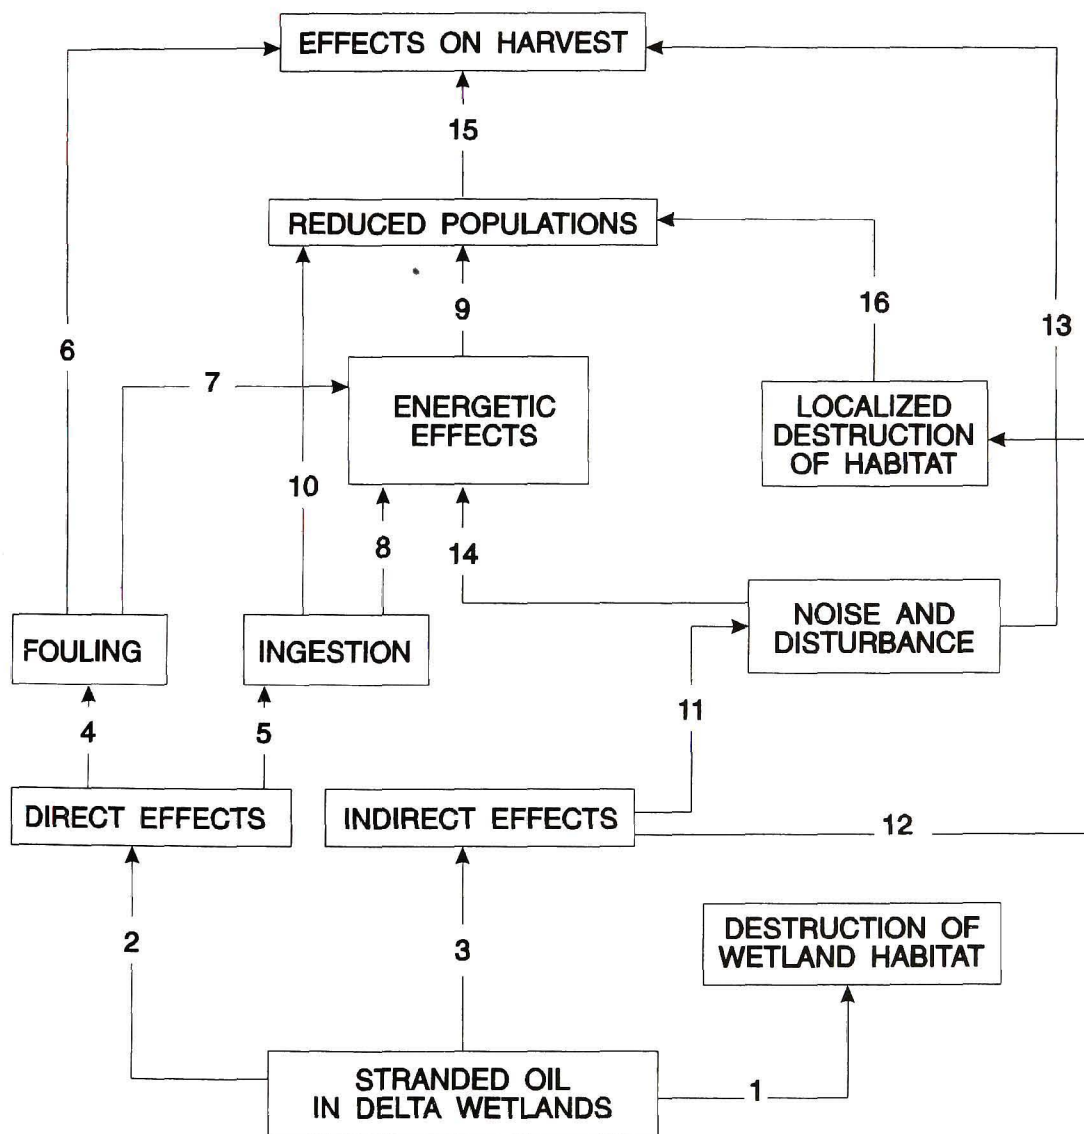 EFFECTS ON HARVEST
15
REDUCED POPULATIONS
6
7
9
16
13
ENERGETIC
EFFECTS
LOCALIZED
DESTRUCTION
OF HABITAT
10
8
14
FOULING
INGESTION
NOISE AND
DISTURBANCE
4
5
11
DIRECT EFFECTS
INDIRECT EFFECTS
12
2
3
DESTRUCTION OF
WETLAND HABITAT
STRANDED OIL
IN DELTA WETLANDS
1